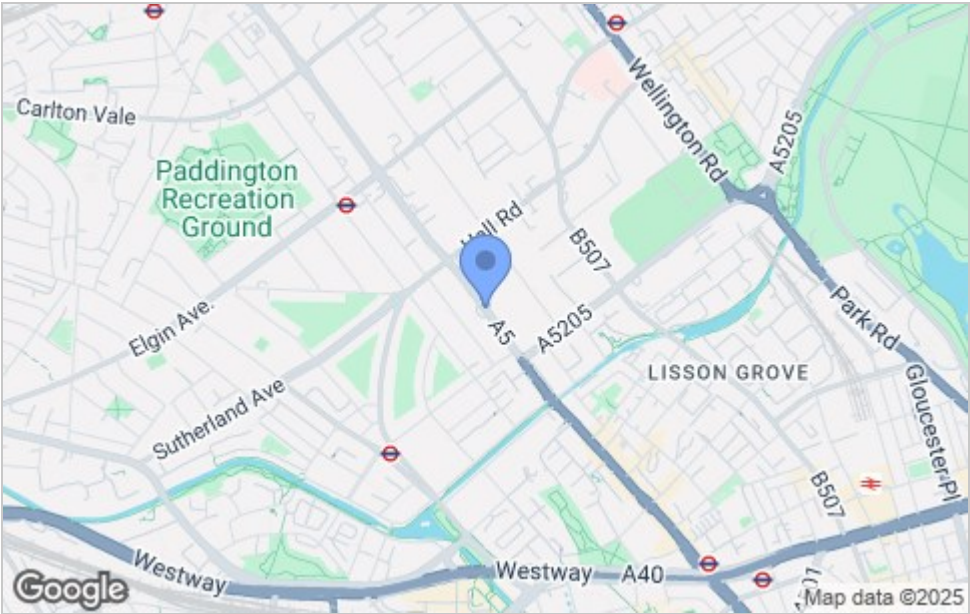 Wellington Rd
Carlton Vale
A5205
Paddington
Recreation
Ground
Hall Rd
B507
Elgin Ave.
A5
A5205
Park Rd
LISSON GROVE
Gloucester Pl
Sutherland Ave
B507
Westway
Westway
A40
Google
Map data ©2025